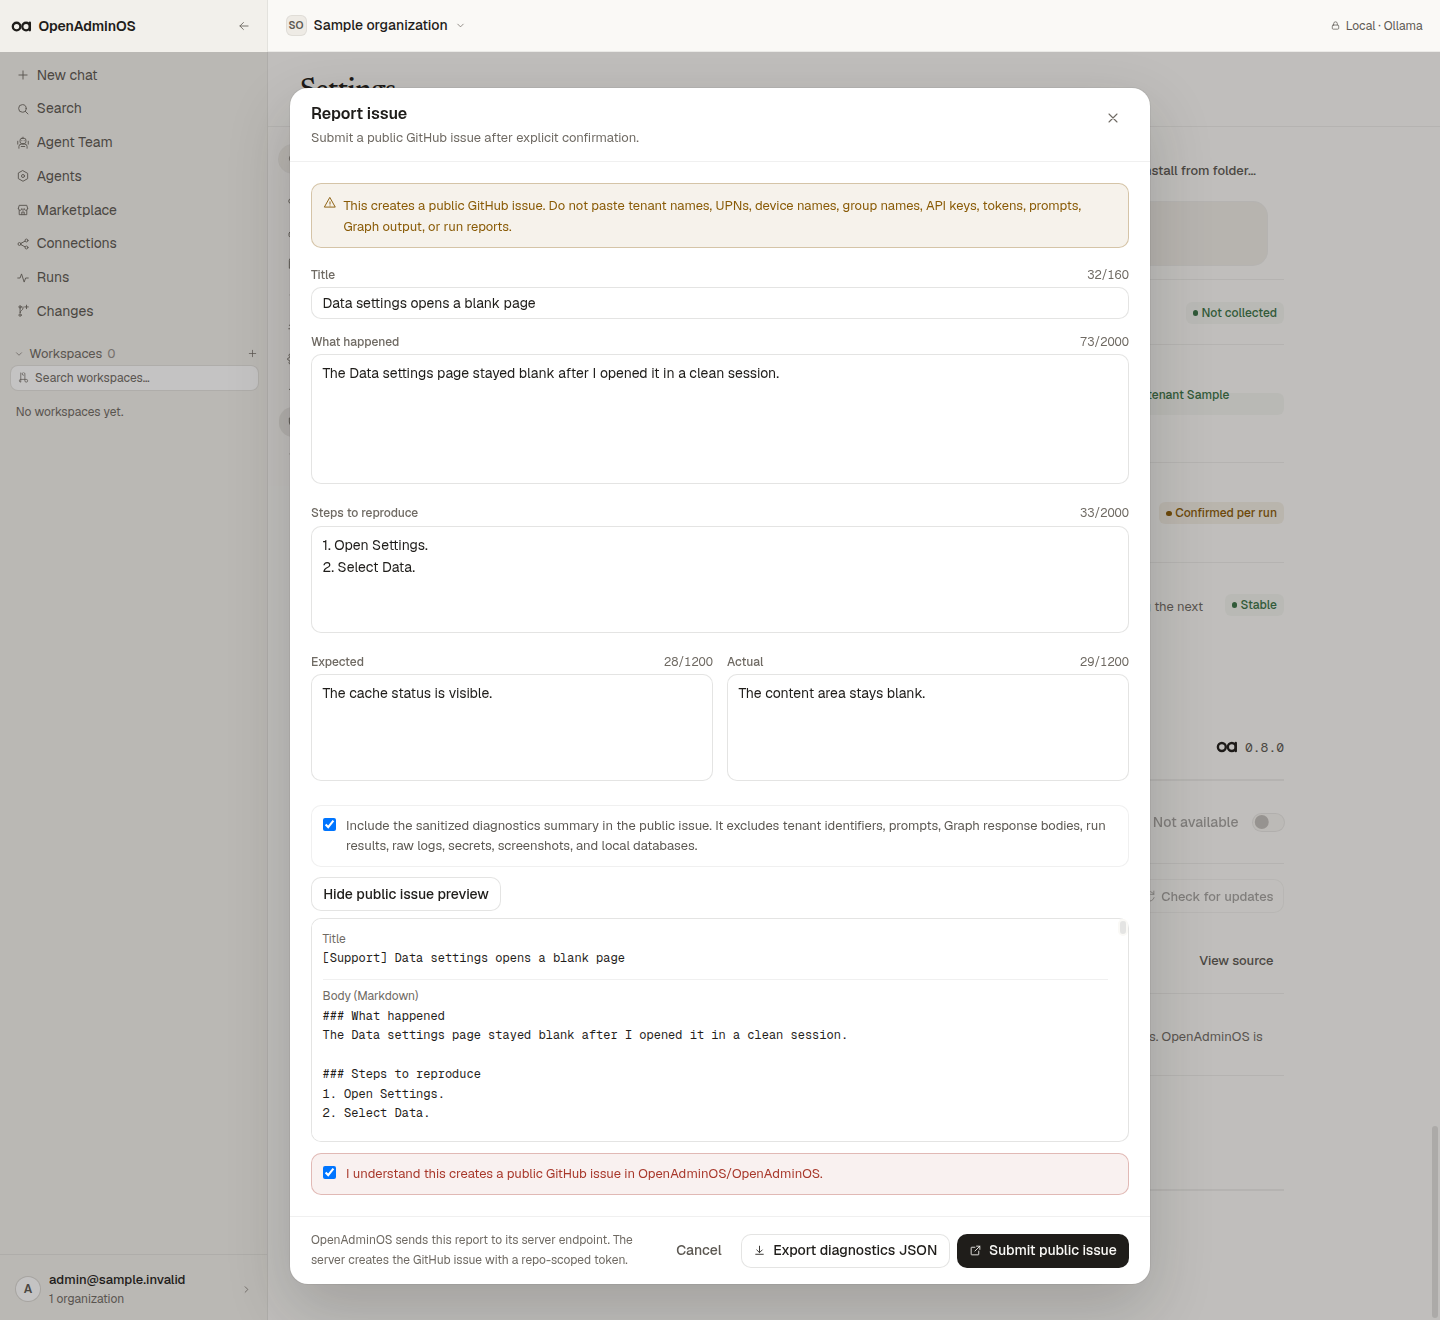 OpenAdminOS
SO Sample organization
Local · Ollama
New chat
Search
Agent Team
Agents
Marketplace
Connections
Runs
Changes
Workspaces 0
Search workspaces...
No workspaces yet.
admin@sample.invalid
A
1 organization
Settings
Report issue
Submit a public GitHub issue after explicit confirmation.
This creates a public GitHub issue. Do not paste tenant names, UPNs, device names, group names, API keys, tokens, prompts,
Graph output, or run reports.
Title 32/160
Data settings opens a blank page
What happened 73/2000
The Data settings page stayed blank after I opened it in a clean session.
Steps to reproduce 33/2000
1. Open Settings.
2. Select Data.
Expected 28/1200
The cache status is visible.
Actual 29/1200
The content area stays blank.
Include the sanitized diagnostics summary in the public issue. It excludes tenant identifiers, prompts, Graph response bodies, run
results, raw logs, secrets, screenshots, and local databases.
Hide public issue preview
Title
[Support] Data settings opens a blank page
Body (Markdown)
### What happened
The Data settings page stayed blank after I opened it in a clean session.
### Steps to reproduce
1. Open Settings.
2. Select Data.
I understand this creates a public GitHub issue in OpenAdminOS/OpenAdminOS.
OpenAdminOS sends this report to its server endpoint. The
server creates the GitHub issue with a repo-scoped token.
Cancel
Export diagnostics JSON
Submit public issue
from folder...
Not collected
Sample
Confirmed per run
the next
Stable
0.8.0
Not available
Check for updates
View source
OpenAdminOS is